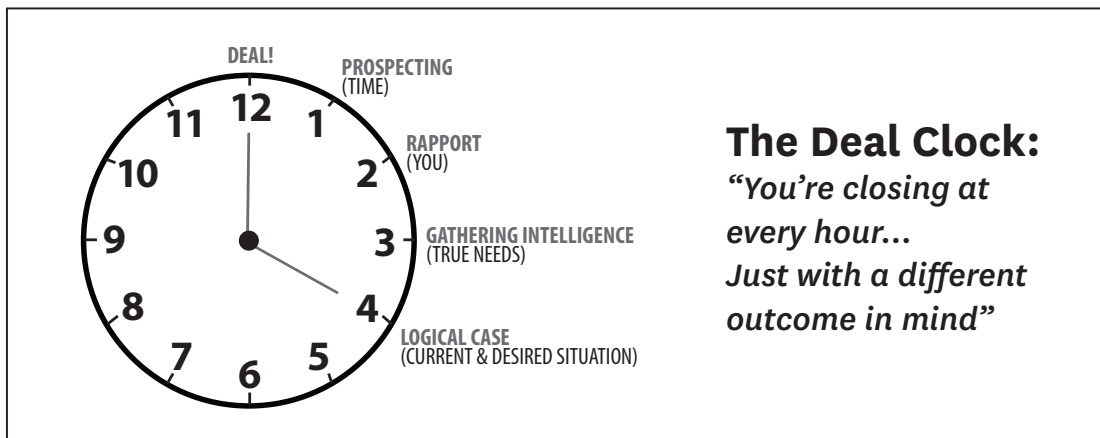 DEAL!
PROSPECTING
(TIME)
12
11
1
RAPPORT
(YOU)
10
2
9
3
GATHERING INTELLIGENCE
(TRUE NEEDS)
8
4
LOGICAL CASE
(CURRENT & DESIRED SITUATION)
7
5
6
The Deal Clock:
“You’re closing at
every hour...
Just with a different
outcome in mind”